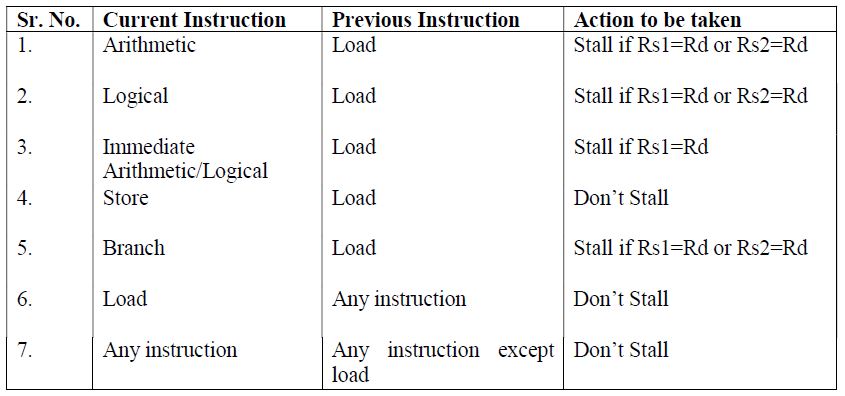 Sr. No. Current Instruction Previous Instruction Action to be taken
1. Arithmetic Load Stall if Rs1=Rd or Rs2=Rd
2. Logical Load Stall if Rs1=Rd or Rs2=Rd
3. Immediate Load Stall if Rs1=Rd
Arithmetic/Logical
4. Store Load Don’t Stall
5. Branch Load Stall if Rs1=Rd or Rs2=Rd
6. Load Any instruction Don’t Stall
7. Any instruction Any instruction except Don’t Stall
load